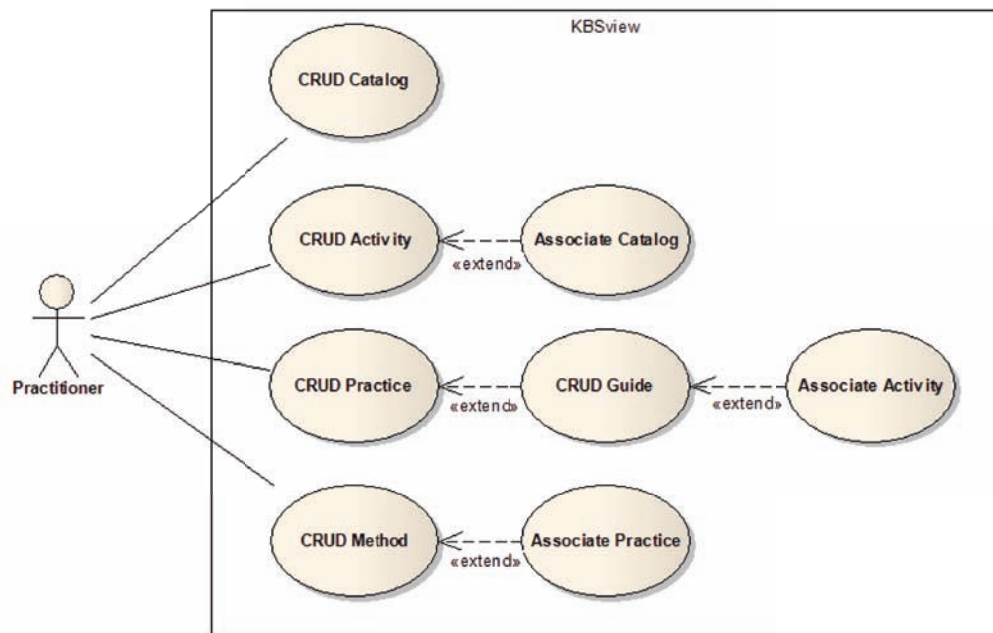 KBSview
CRUD Catalog
CRUD Activity
Associate Catalog
«extend»
Practitioner
CRUD Practice
CRUD Guide
Associate Activity
«extend»
«extend»
CRUD Method
Associate Practice
«extend»